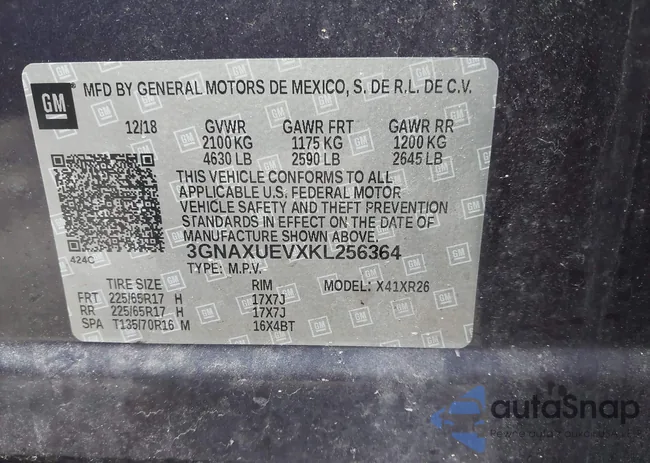 GM
MFD BY GENERAL MOTORS DE MEXICO, S. DE R.L. DE C.V.
12/18 GVWR GAWR FRT GAWR RR
2100 KG 1175 KG 1200 KG
4630 LB 2590 LB 2645 LB
THIS VEHICLE CONFORMS TO ALL
APPLICABLE U.S. FEDERAL MOTOR
VEHICLE SAFETY AND THEFT PREVENTION
STANDARDS IN EFFECT ON THE DATE OF
MANUFACTURE SHOWN ABOVE.
424C
3GNAXUEVXKL256364
TYPE: M.P.V.
TIRE SIZE RIM MODEL: X41XR26
FRT 225/65R17 H 17X7J
RR 225/65R17 H 17X7J
SPA T135/70R16 M 16X4BT
autoSnap